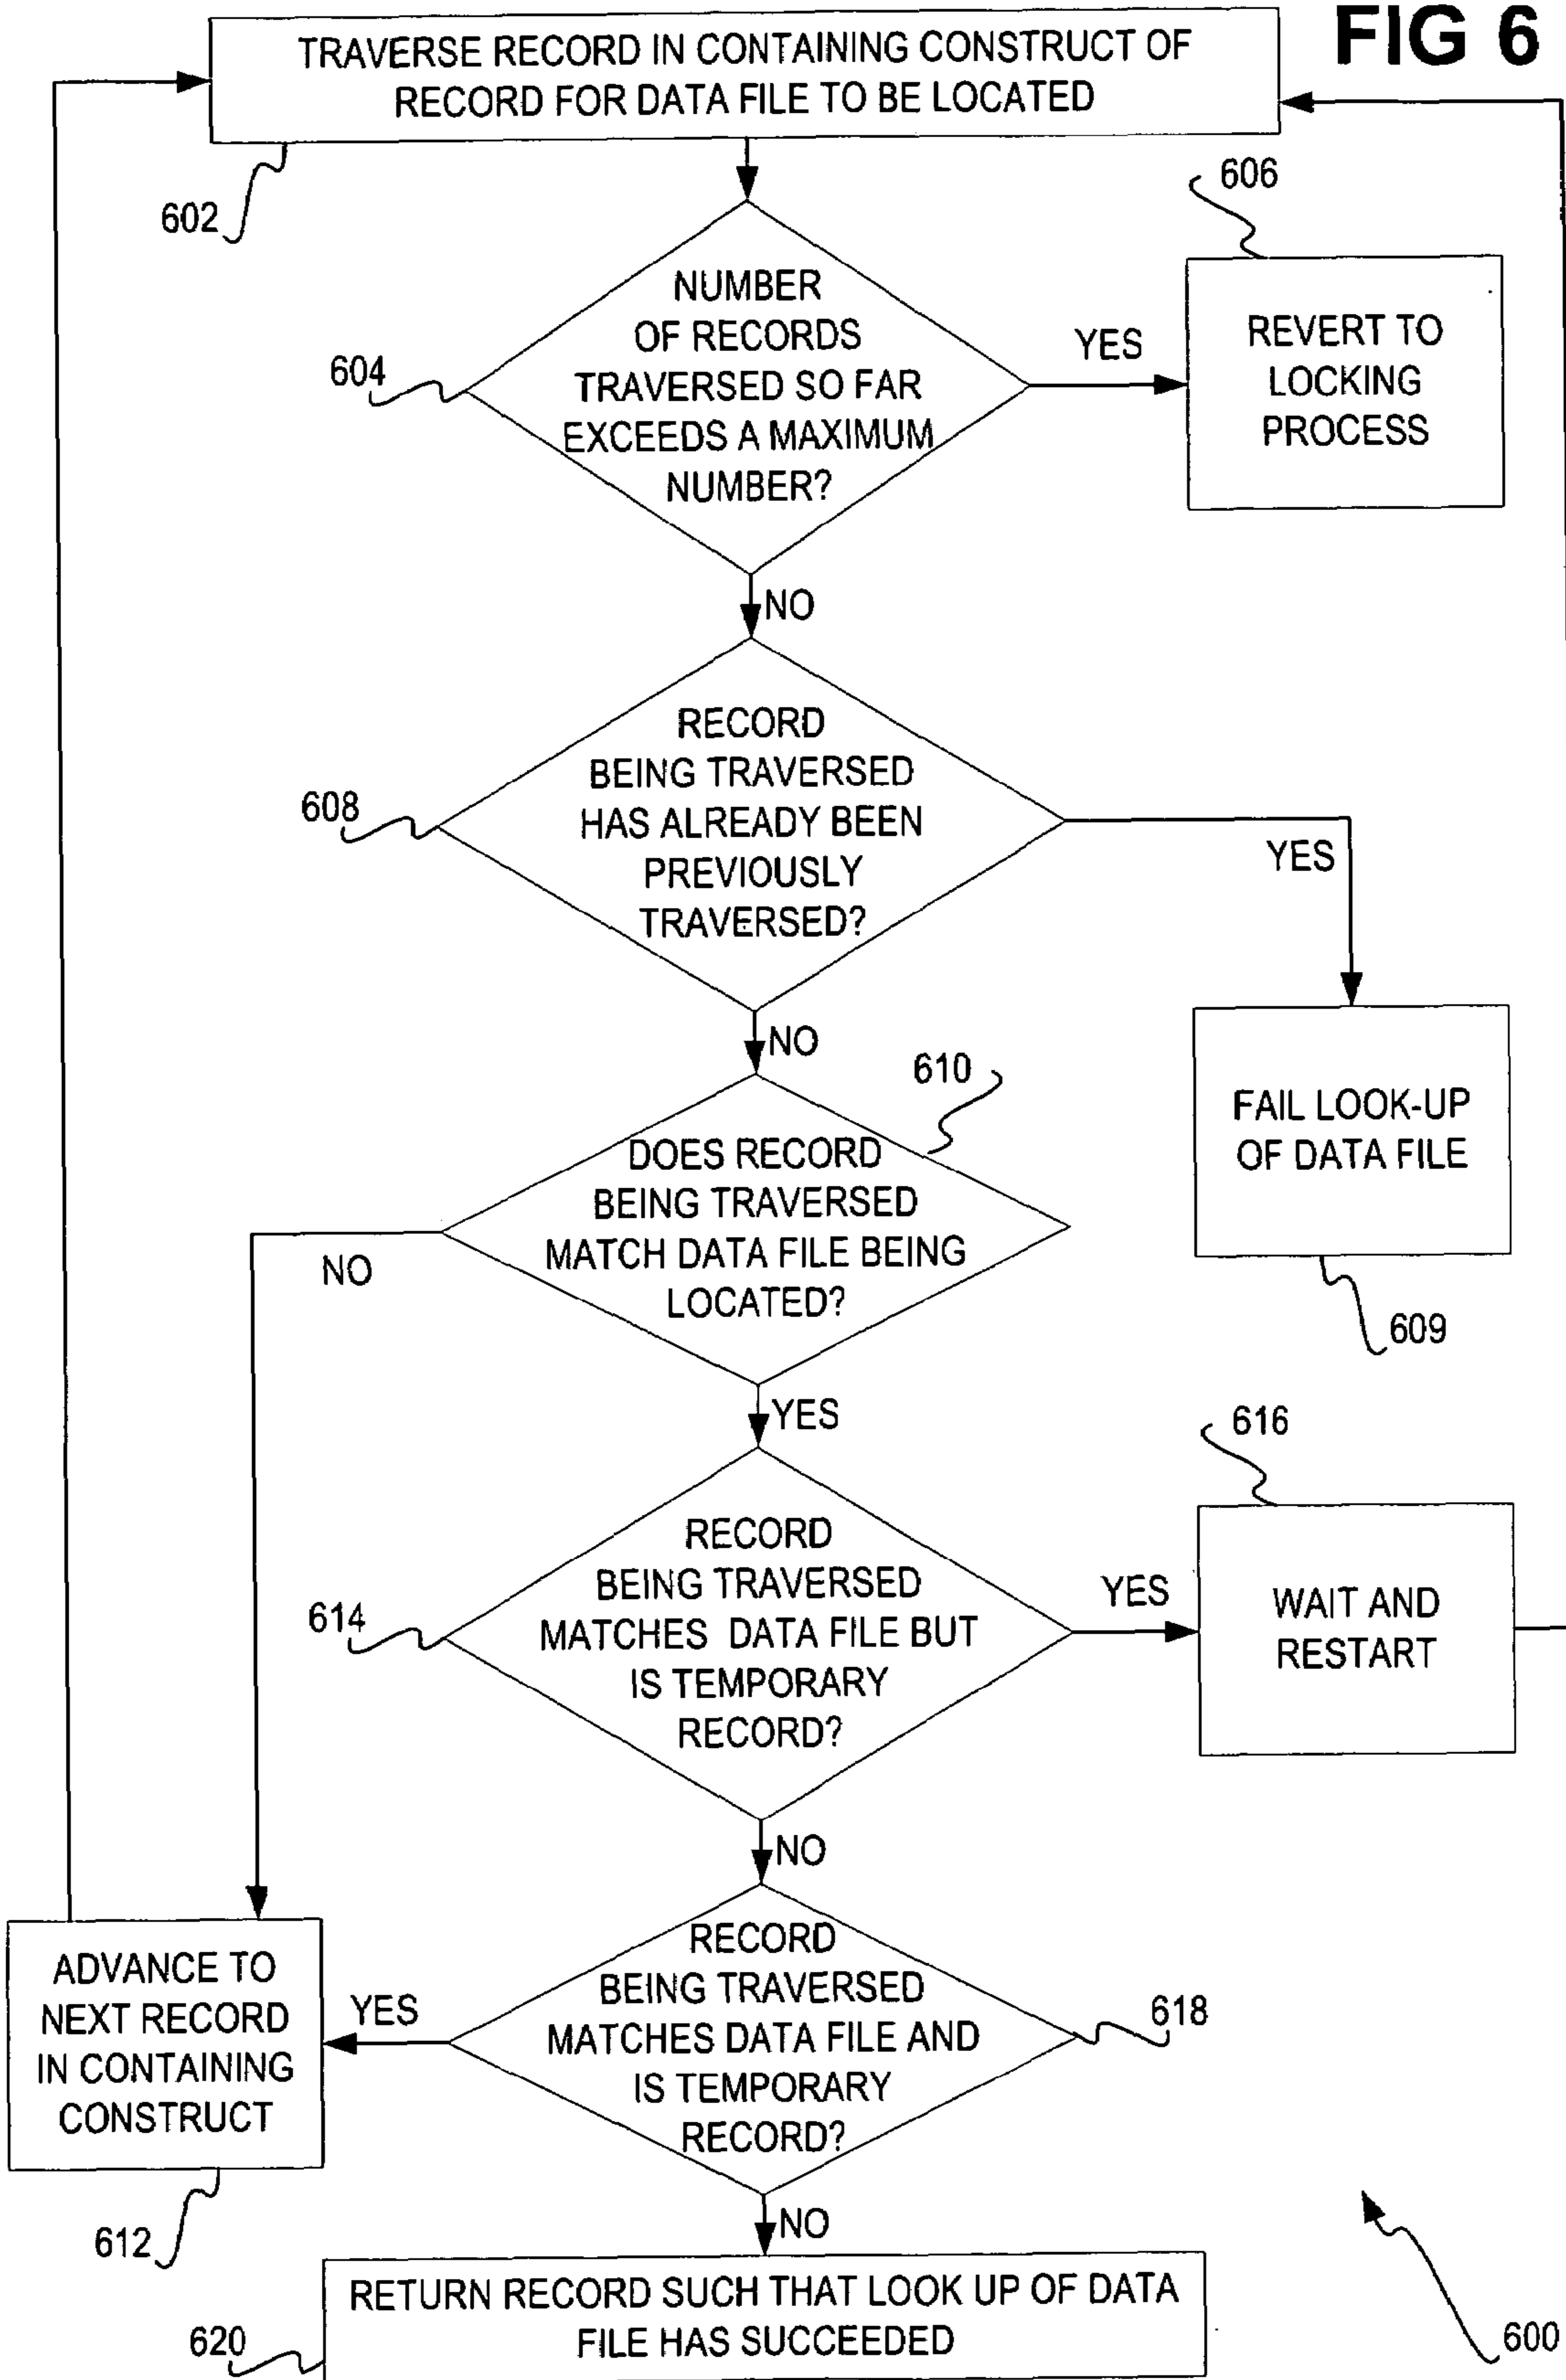 FIG 6
TRAVERSE RECORD IN CONTAINING CONSTRUCT OF
RECORD FOR DATA FILE TO BE LOCATED
602
606
NUMBER
OF RECORDS
TRAVERSED SO FAR
EXCEEDS A MAXIMUM
NUMBER?
604
YES
REVERT TO
LOCKING
PROCESS
NO
RECORD
BEING TRAVERSED
HAS ALREADY BEEN
PREVIOUSLY
TRAVERSED?
608
YES
NO
FAIL LOOK-UP
OF DATA FILE
609
610
DOES RECORD
BEING TRAVERSED
MATCH DATA FILE BEING
LOCATED?
NO
YES
616
RECORD
BEING TRAVERSED
MATCHES DATA FILE BUT
IS TEMPORARY
RECORD?
614
YES
WAIT AND
RESTART
NO
RECORD
BEING TRAVERSED
MATCHES DATA FILE AND
IS TEMPORARY
RECORD?
618
YES
ADVANCE TO
NEXT RECORD
IN CONTAINING
CONSTRUCT
612
NO
RETURN RECORD SUCH THAT LOOK UP OF DATA
FILE HAS SUCCEEDED
620
600